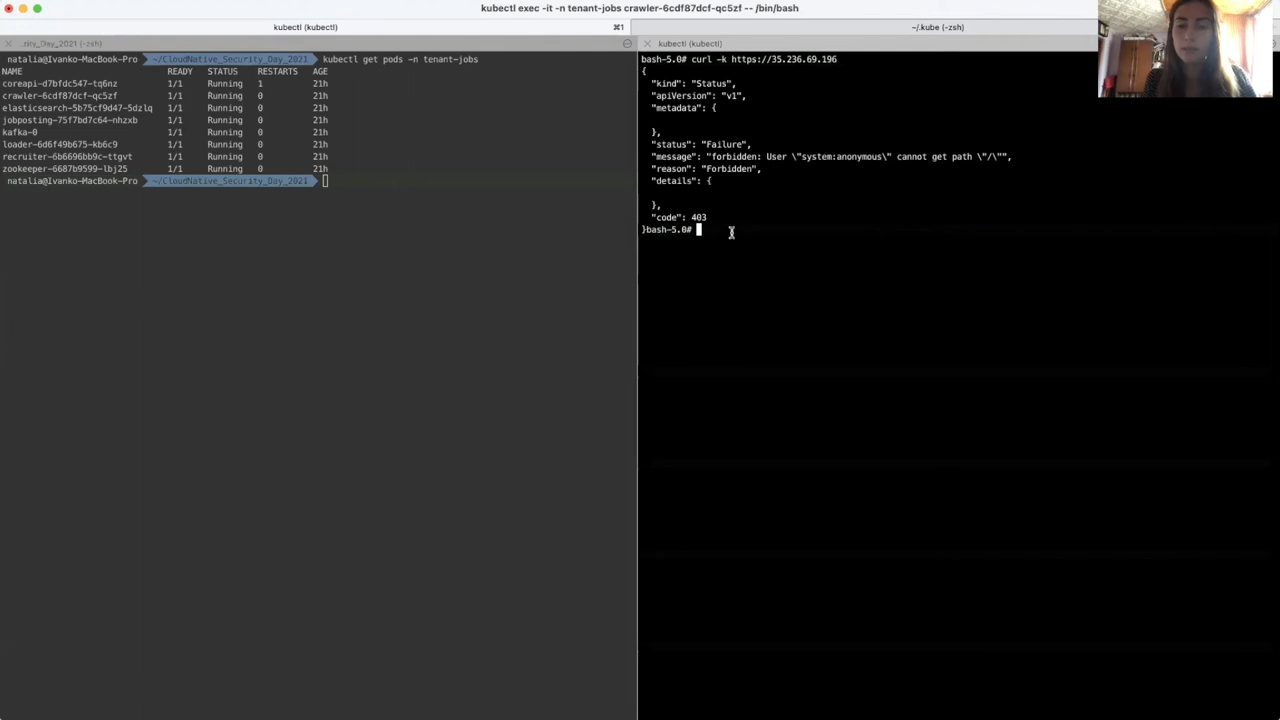 kubectl exec -it -n tenant-jobs crawler-6cdf87dcf-qc5zf -- /bin/bash
kubectl (kubectl) ⌘1
~/.kube (-zsh)
..rity_Day_2021 (-zsh)
natalia@Ivanko-MacBook-Pro ~/CloudNative_Security_Day_2021 kubectl get pods -n tenant-jobs
NAME READY STATUS RESTARTS AGE
coreapi-d7bfdc547-tq6nz 1/1 Running 1 21h
crawler-6cdf87dcf-qc5zf 1/1 Running 0 21h
elasticsearch-5b75cf9d47-5dzlq 1/1 Running 0 21h
jobposting-75f7bd7c64-nhzxb 1/1 Running 0 21h
kafka-0 1/1 Running 0 21h
loader-6d6f49b675-kb6c9 1/1 Running 0 21h
recruiter-6b6696bb9c-ttgvt 1/1 Running 0 21h
zookeeper-6687b9599-lbj25 1/1 Running 0 21h
natalia@Ivanko-MacBook-Pro ~/CloudNative_Security_Day_2021
kubectl (kubectl)
bash-5.0# curl -k https://35.236.69.196
{
"kind": "Status",
"apiVersion": "v1",
"metadata": {
},
"status": "Failure",
"message": "forbidden: User \"system:anonymous\" cannot get path \"/\"",
"reason": "Forbidden",
"details": {
},
"code": 403
}bash-5.0#